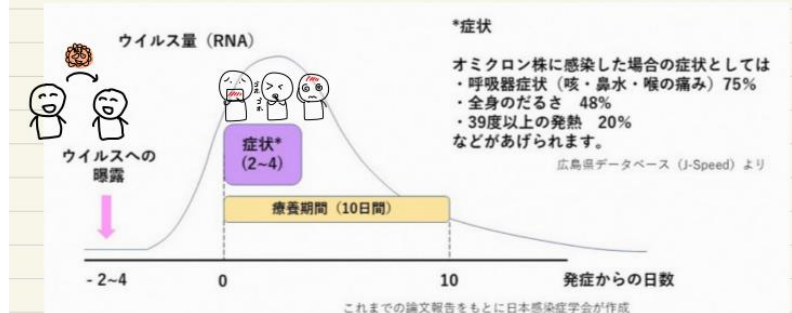 ウイルス量（RNA）
ゴホ
ゴホ
ウイルスへの
曝露
症状*
(2~4)
療養期間（10日間）
- 2~4
0
10
発症からの日数
*症状
オミクロン株に感染した場合の症状としては
・呼吸器症状（咳・鼻水・喉の痛み）75%
・全身のだるさ　48%
・39度以上の発熱　20%
などがあげられます。
広島県データベース（J-Speed）より
これまでの論文報告をもとに日本感染症学会が作成